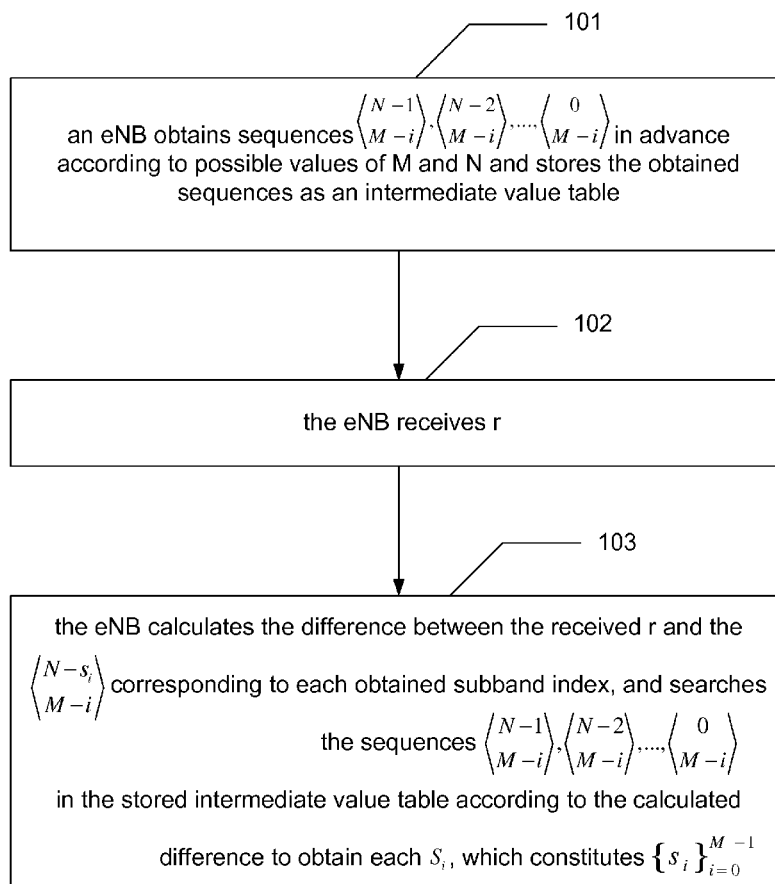 101
an eNB obtains sequences ⟨N−1 M−i⟩, ⟨N−2 M−i⟩,..., ⟨0 M−i⟩ in advance
according to possible values of M and N and stores the obtained
sequences as an intermediate value table
102
the eNB receives r
103
the eNB calculates the difference between the received r and the
⟨N−s_i M−i⟩ corresponding to each obtained subband index, and searches
the sequences ⟨N−1 M−i⟩, ⟨N−2 M−i⟩,..., ⟨0 M−i⟩
in the stored intermediate value table according to the calculated
difference to obtain each S_i, which constitutes {s_i}_{i=0}^{M−1}